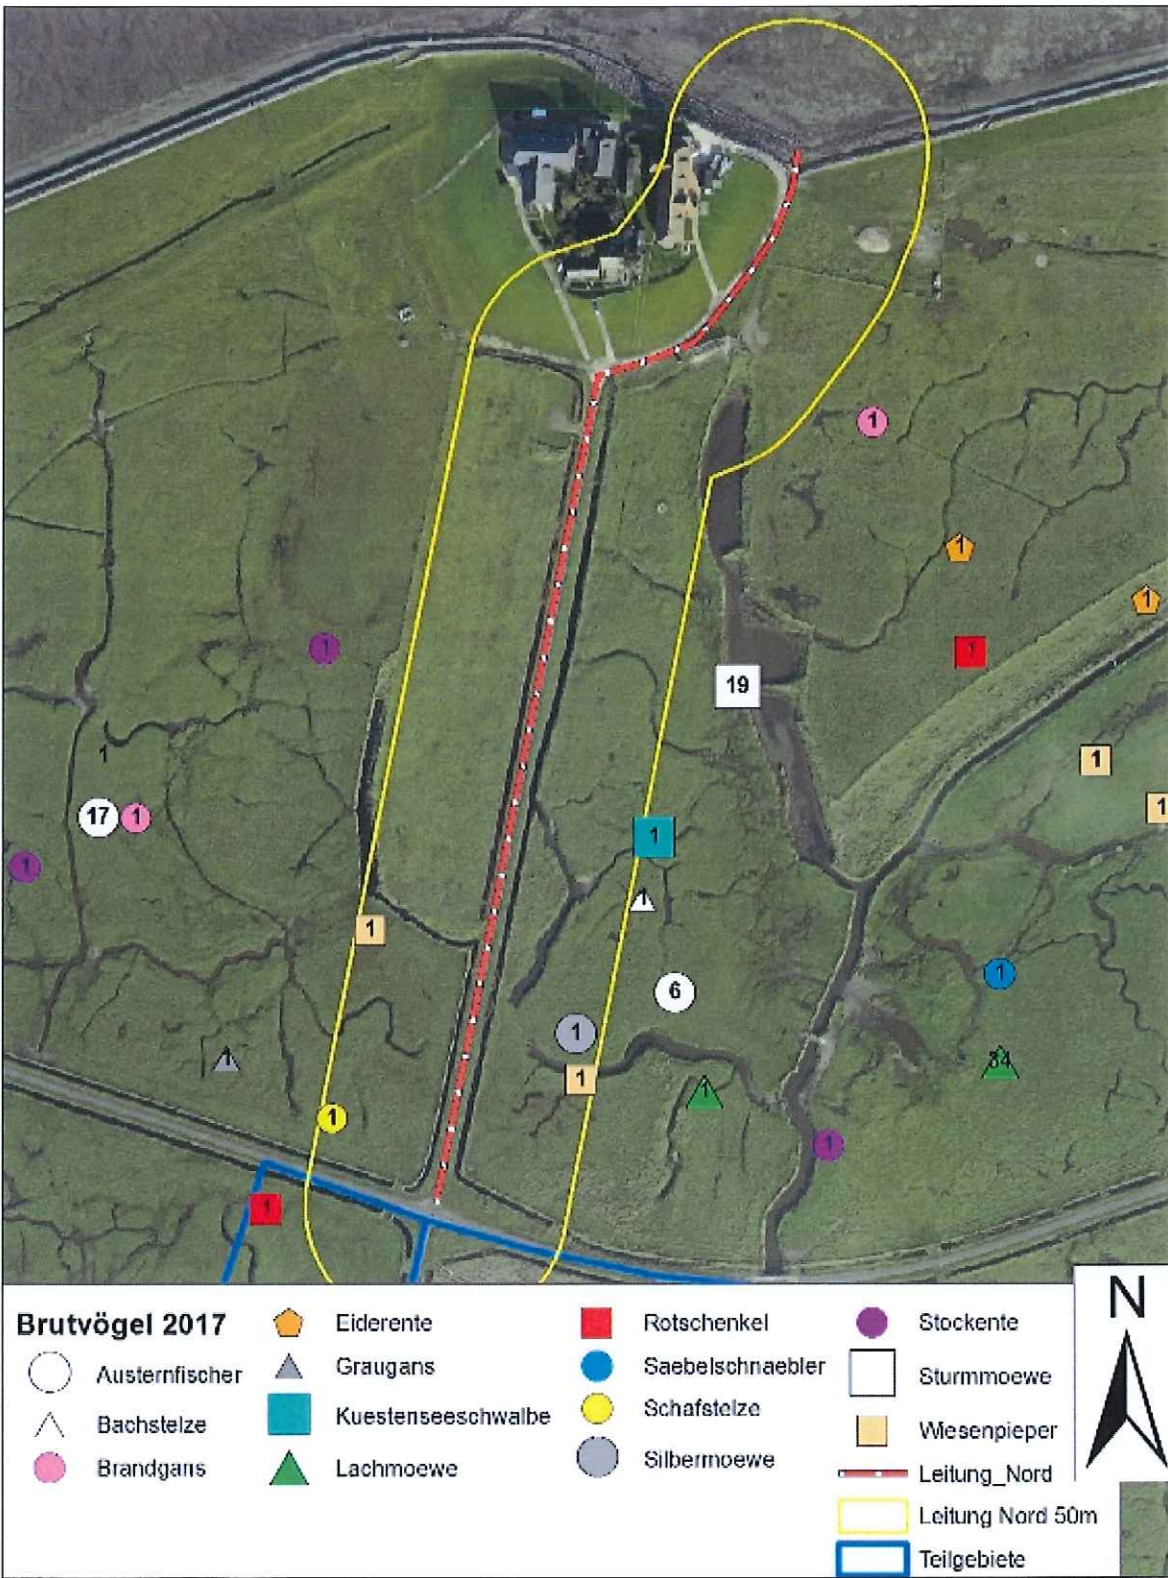 1
1
1
1
1
19
1
1
1
17
1
1
1
1
1
1
6
1
1
1
34
1
1
1
1
Brutvögel 2017
Austernfischer
Bachstelze
Brandgans
Eiderente
Graugans
Kuestenseeschwalbe
Lachmoewe
Rotschenkel
Saebelschnaebler
Schafstelze
Silbermoewe
Stockente
Sturmmoewe
Wiesenpieper
Leitung_Nord
Leitung Nord 50m
Teilgebiete
N